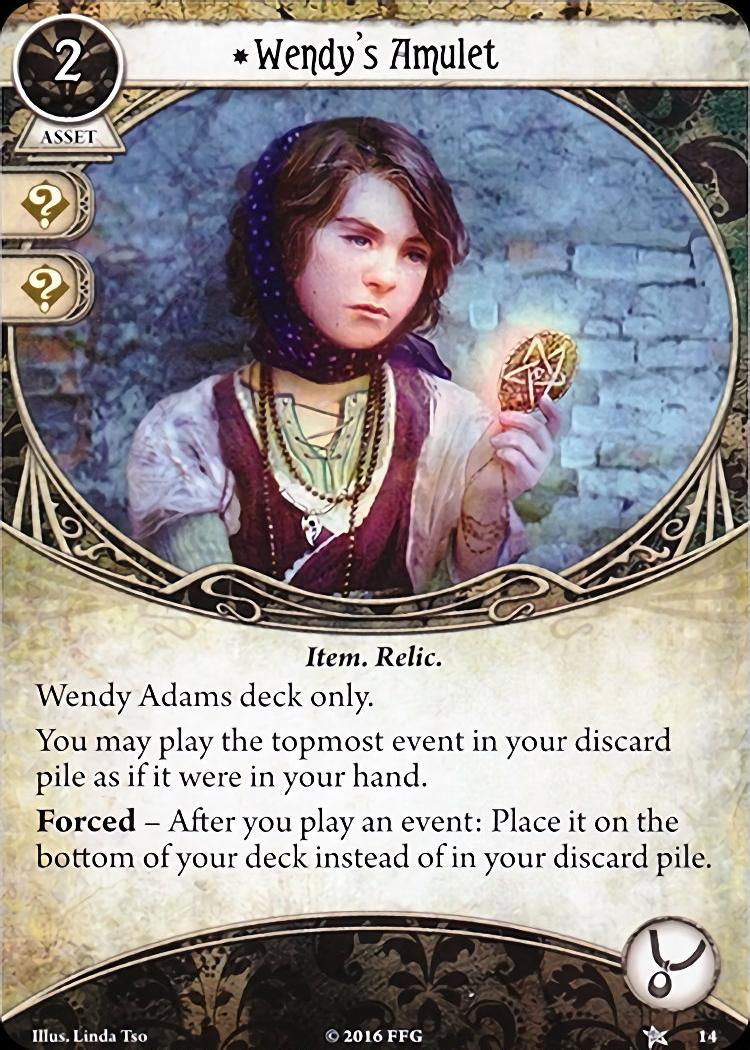 2
Wendy's Amulet
ASSET
?
?
Item. Relic.
Wendy Adams deck only.
You may play the topmost event in your discard
pile as if it were in your hand.
Forced – After you play an event: Place it on the
bottom of your deck instead of in your discard pile.
Illus. Linda Tso
© 2016 FFG
14